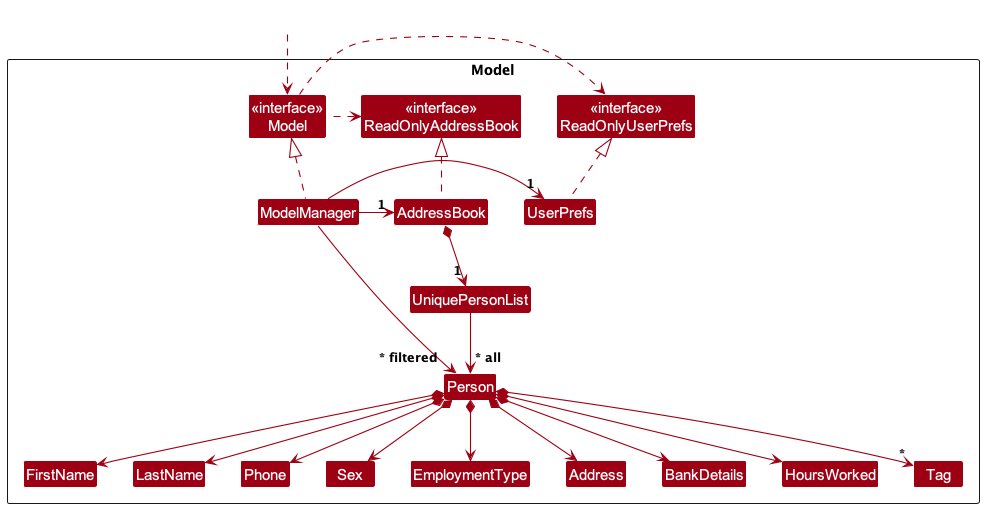 Model
«interface»
Model
«interface»
ReadOnlyAddressBook
«interface»
ReadOnlyUserPrefs
ModelManager
1
AddressBook
1
UserPrefs
1
UniquePersonList
* filtered
* all
Person
FirstName
LastName
Phone
Sex
EmploymentType
Address
BankDetails
HoursWorked
*
Tag